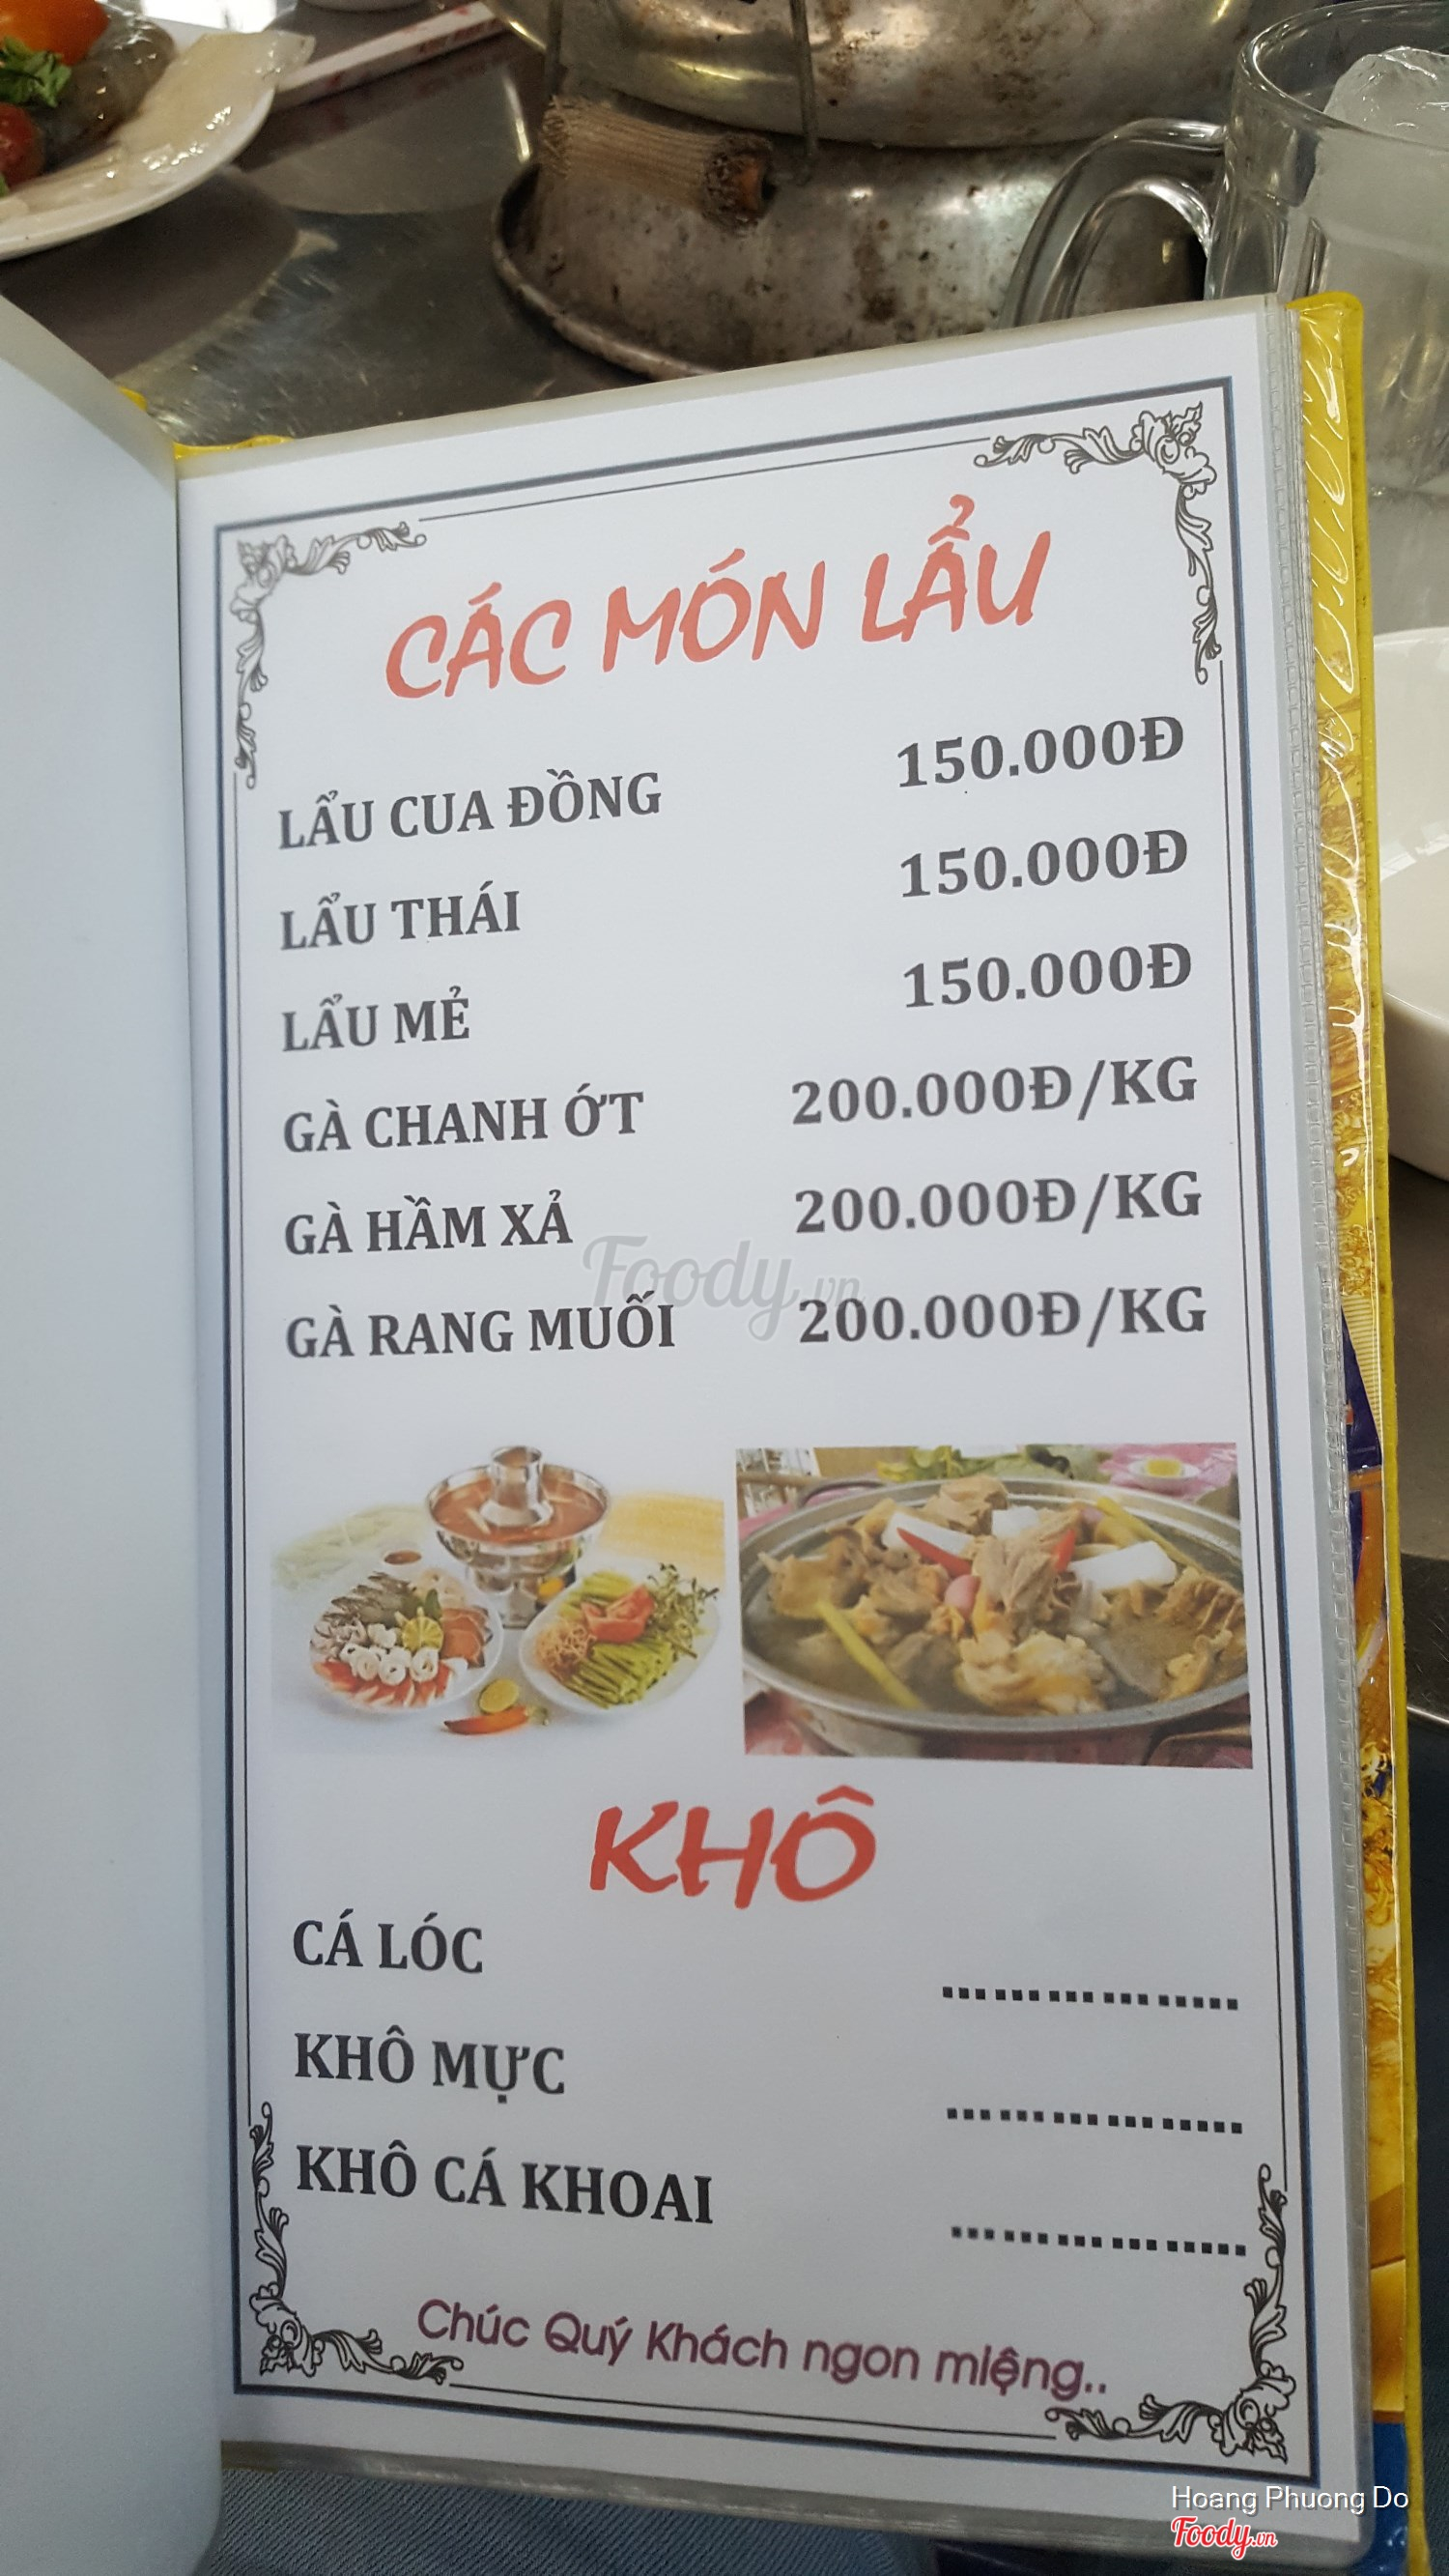 CÁC MÓN LẨU
LẨU CUA ĐỒNG 150.000Đ
LẨU THÁI 150.000Đ
LẨU MẺ 150.000Đ
GÀ CHANH ỚT 200.000Đ/KG
GÀ HẦM XẢ 200.000Đ/KG
GÀ RANG MUỐI 200.000Đ/KG
Foody.vn
KHÔ
CÁ LÓC ..................
KHÔ MỰC ..................
KHÔ CÁ KHOAI ..................
Chúc Quý Khách ngon miệng..
Hoang Phuong Do
Foody.vn